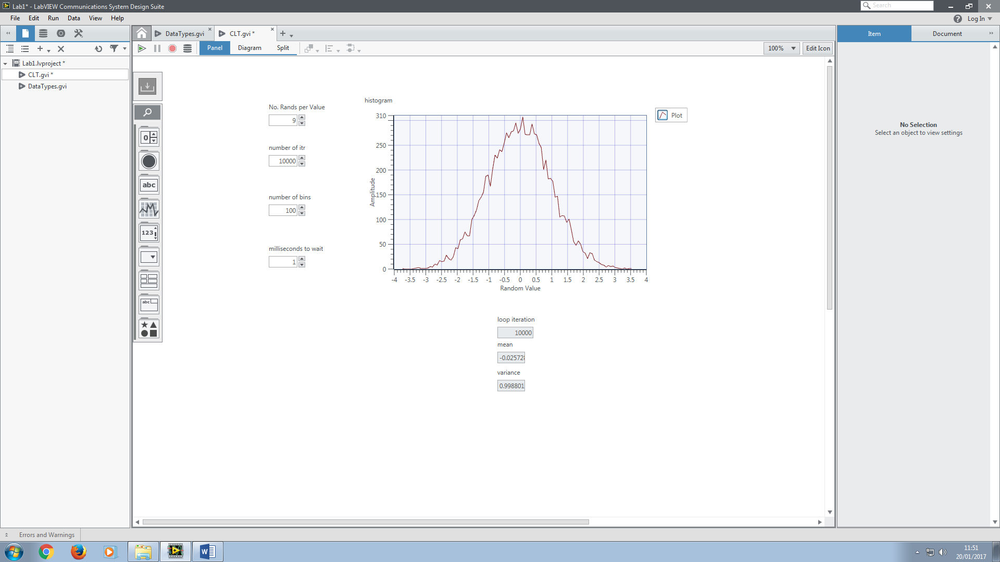 Lab1* - LabVIEW Communications System Design Suite
Search
File Edit Run Data View Help
Log In
DataTypes.gvi
CLT.gvi *
Item
Document
Panel
Diagram
Split
100%
Edit Icon
Lab1.lvproject *
CLT.gvi *
DataTypes.gvi
No Selection
Select an object to view settings
0
abc
123
abc
No. Rands per Value
9
number of itr
10000
number of bins
100
milliseconds to wait
1
histogram
Plot
Amplitude
310
250
200
150
100
50
0
-4 -3.5 -3 -2.5 -2 -1.5 -1 -0.5 0 0.5 1 1.5 2 2.5 3 3.5 4
Random Value
loop iteration
10000
mean
-0.02572
variance
0.998801
Errors and Warnings
11:51
20/01/2017